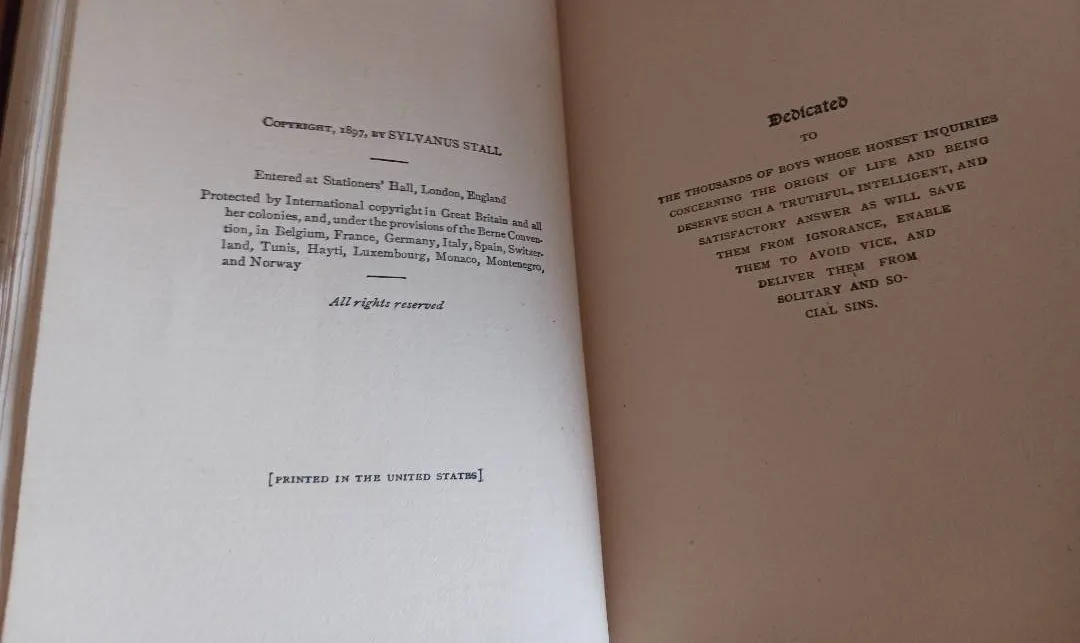 COPYRIGHT, 1897, BY SYLVANUS STALL
Entered at Stationers' Hall, London, England
Protected by International copyright in Great Britain and all
her colonies, and, under the provisions of the Berne Conven-
tion, in Belgium, France, Germany, Italy, Spain, Switzer-
land, Tunis, Hayti, Luxembourg, Monaco, Montenegro,
and Norway
All rights reserved
[PRINTED IN THE UNITED STATES]
Dedicated
TO
THE THOUSANDS OF BOYS WHOSE HONEST INQUIRIES
CONCERNING THE ORIGIN OF LIFE AND BEING
DESERVE SUCH A TRUTHFUL, INTELLIGENT, AND
SATISFACTORY ANSWER AS WILL SAVE
THEM FROM IGNORANCE, ENABLE
THEM TO AVOID VICE, AND
DELIVER THEM FROM
SOLITARY AND SO-
CIAL SINS.